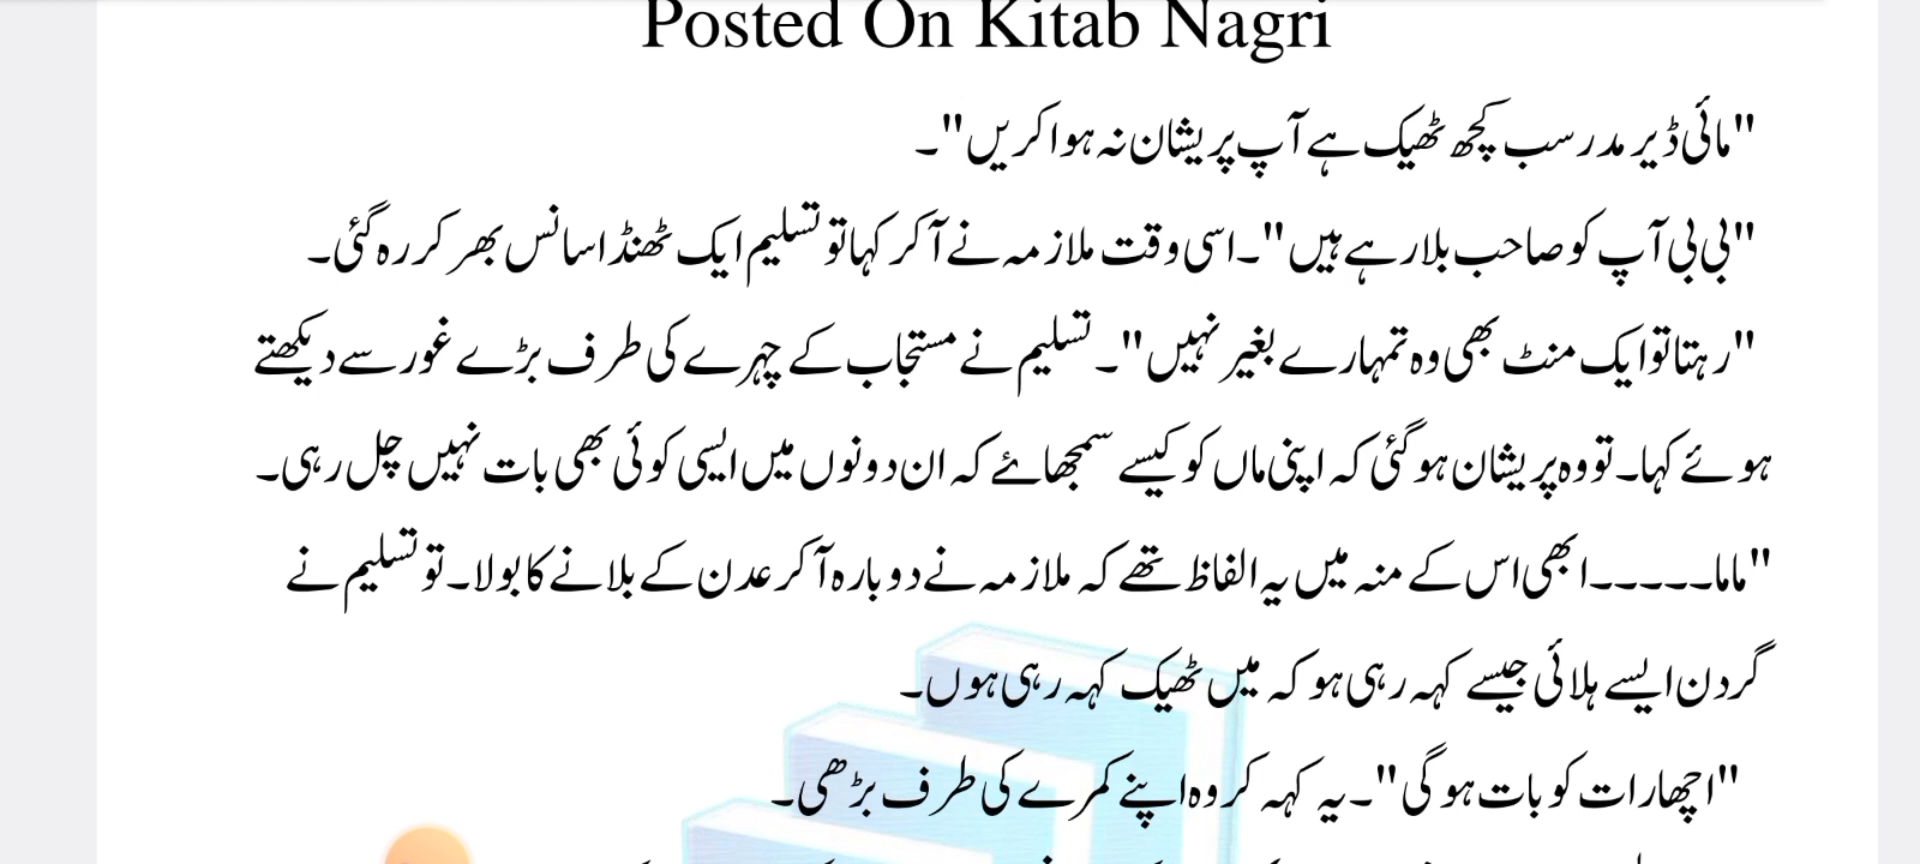 Posted On Kitab Nagri
"مائی ڈیر مدر سب کچھ ٹھیک ہے آپ پریشان نہ ہوا کریں"۔
"بی بی آپ کو صاحب بلا رہے ہیں"۔اسی وقت ملازمہ نے آکر کہا تو تسلیم ایک ٹھنڈا سانس بھر کر رہ گئی۔
"رہتا تو ایک منٹ بھی وہ تمہارے بغیر نہیں"۔ تسلیم نے مستجاب کے چہرے کی طرف بڑے غور سے دیکھتے
ہوئے کہا۔ تو وہ پریشان ہو گئی کہ اپنی ماں کو کیسے سمجھائے کہ ان دونوں میں ایسی کوئی بھی بات نہیں چل رہی۔
"ماما۔۔۔۔۔ابھی اس کے منہ میں یہ الفاظ تھے کہ ملازمہ نے دوبارہ آکر عدن کے بلانے کا بولا۔ تو تسلیم نے
گردن ایسے ہلائی جیسے کہہ رہی ہو کہ میں ٹھیک کہہ رہی ہوں۔
"اچھا رات کو بات ہو گی"۔ یہ کہہ کر وہ اپنے کمرے کی طرف بڑھی۔